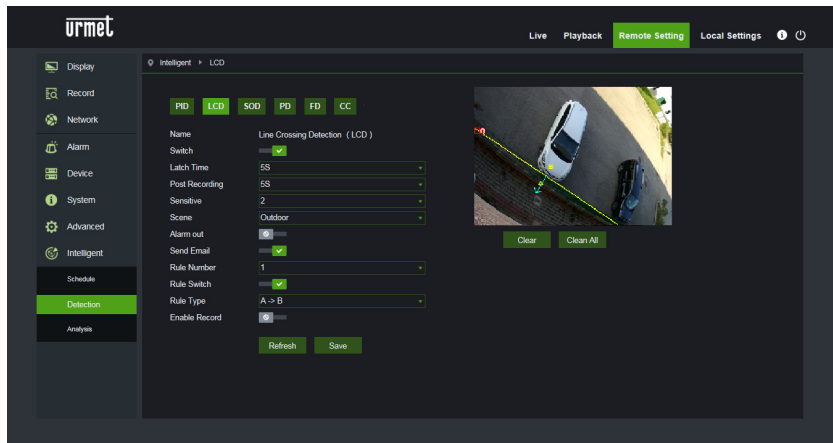 urmet
Live Playback Remote Setting Local Settings
Display
Record
Network
Alarm
Device
System
Advanced
Intelligent
Schedule
Detection
Analysis
Intelligent LCD
PID LCD SOD PD FD CC
Name Line Crossing Detection ( LCD )
Switch
Latch Time 5S
Post Recording 5S
Sensitive 2
Scene Outdoor
Alarm out
Send Email
Rule Number 1
Rule Switch
Rule Type A -> B
Enable Record
Refresh Save
Clear Clean All